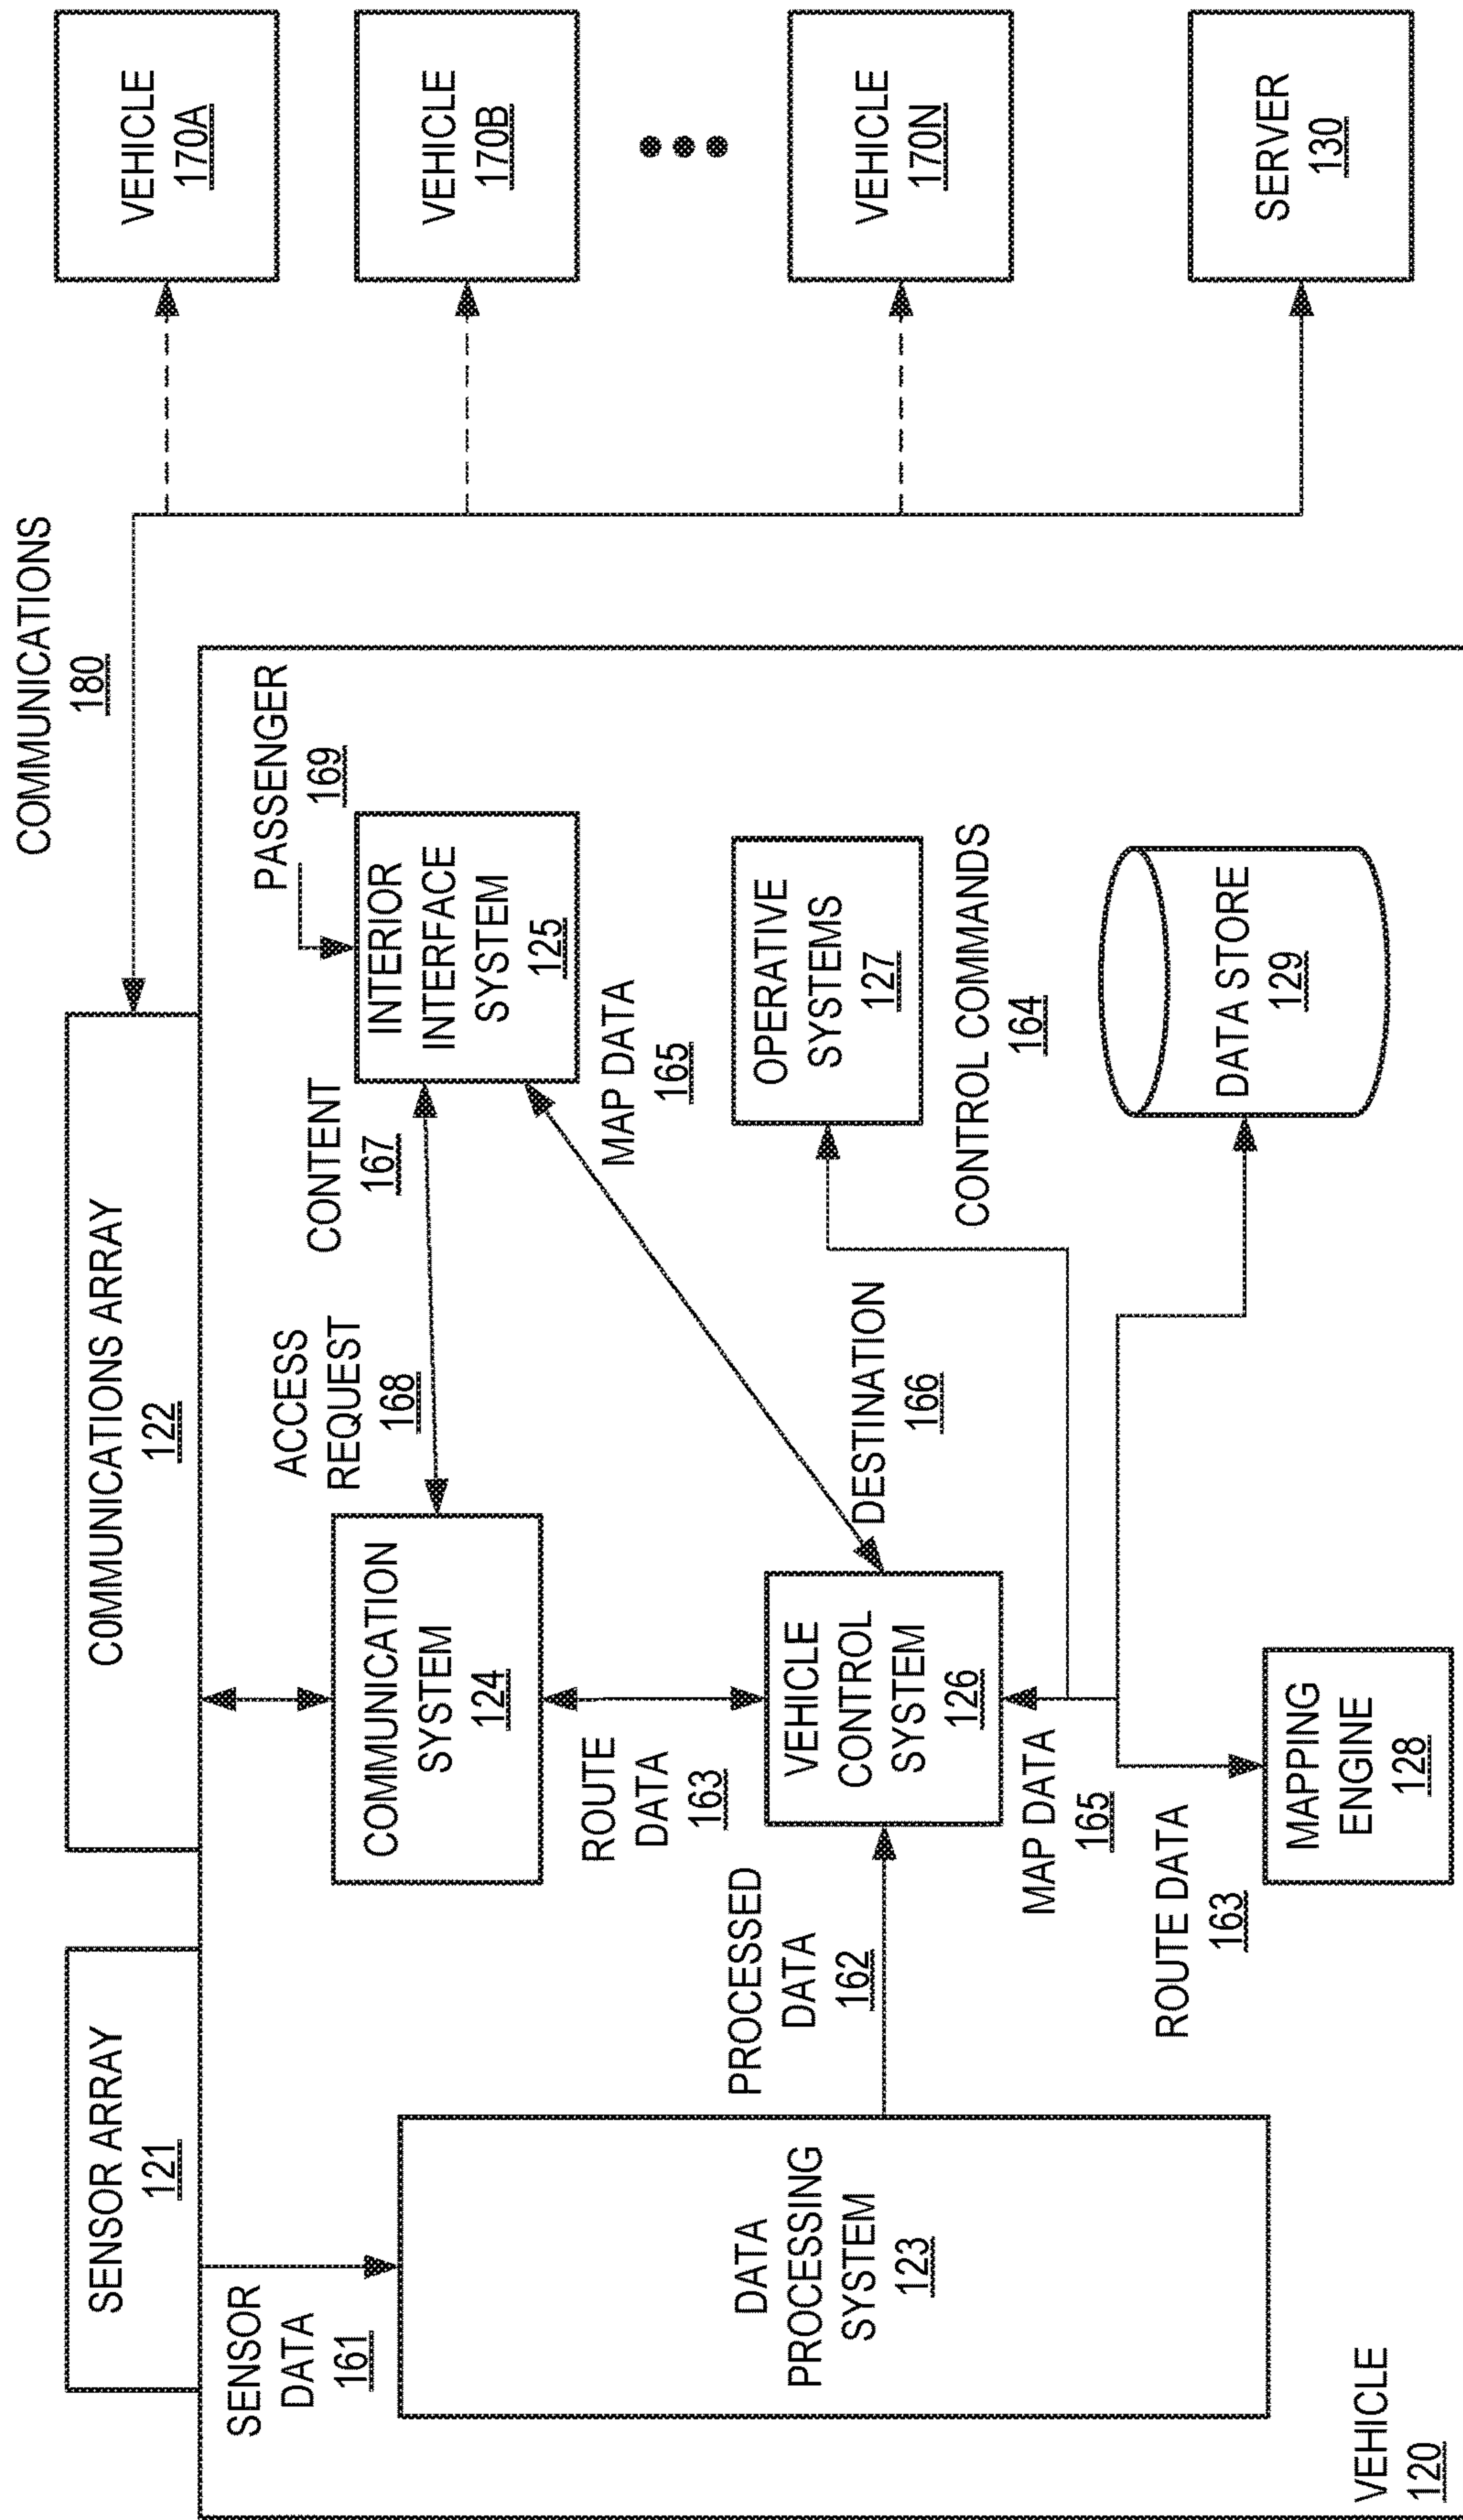 SENSOR ARRAY
121
COMMUNICATIONS ARRAY
122
COMMUNICATIONS
180
SENSOR
DATA
161
DATA
PROCESSING
SYSTEM
123
PROCESSED
DATA
162
COMMUNICATION
SYSTEM
124
ACCESS
REQUEST
168
CONTENT
167
PASSENGER
169
INTERIOR
INTERFACE
SYSTEM
125
ROUTE
DATA
163
MAP DATA
165
VEHICLE
CONTROL
SYSTEM
126
DESTINATION
166
OPERATIVE
SYSTEMS
127
CONTROL COMMANDS
164
MAP DATA
165
ROUTE DATA
163
MAPPING
ENGINE
128
DATA STORE
129
VEHICLE
120
VEHICLE
170A
VEHICLE
170B
VEHICLE
170N
SERVER
130